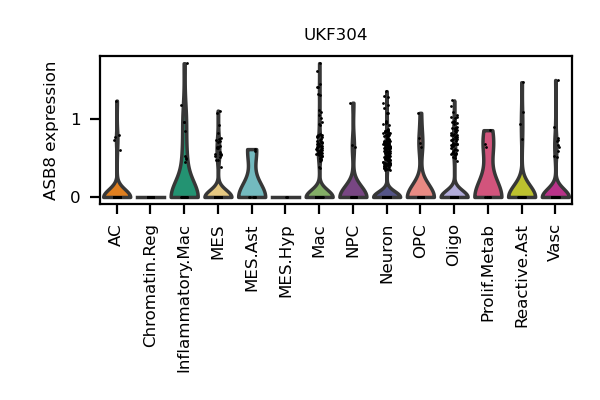 UKF304
ASB8 expression
1
0
AC
Chromatin.Reg
Inflammatory.Mac
MES
MES.Ast
MES.Hyp
Mac
NPC
Neuron
OPC
Oligo
Prolif.Metab
Reactive.Ast
Vasc